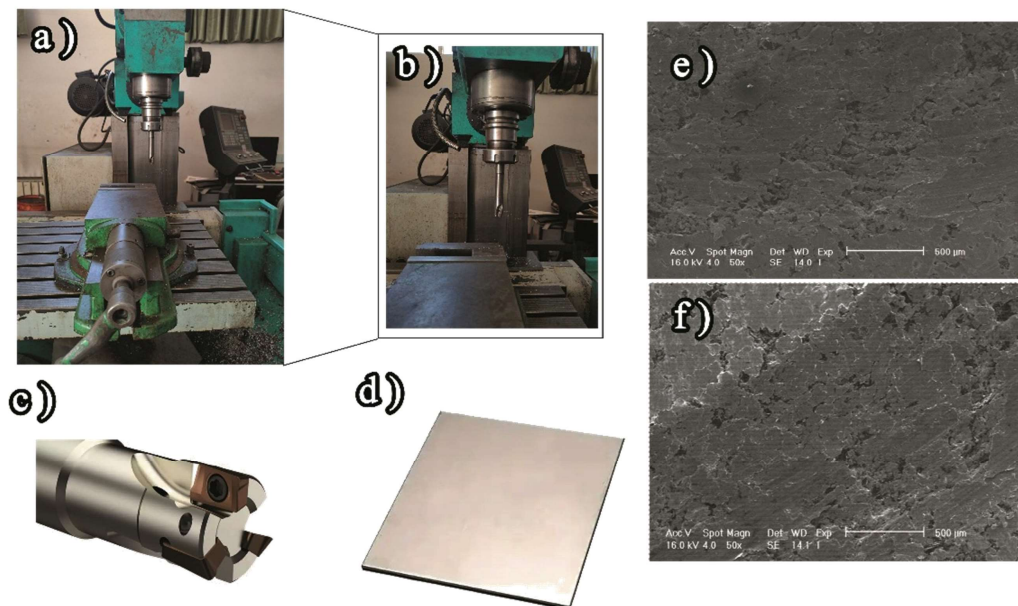 a)
b)
c)
d)
e)
Acc.V Spot Magn Det WD Exp
16.0 kV 4.0 50x SE 14.0 1
500 µm
f)
Acc.V Spot Magn Det WD Exp
16.0 kV 4.0 50x SE 14.1 1
500 µm